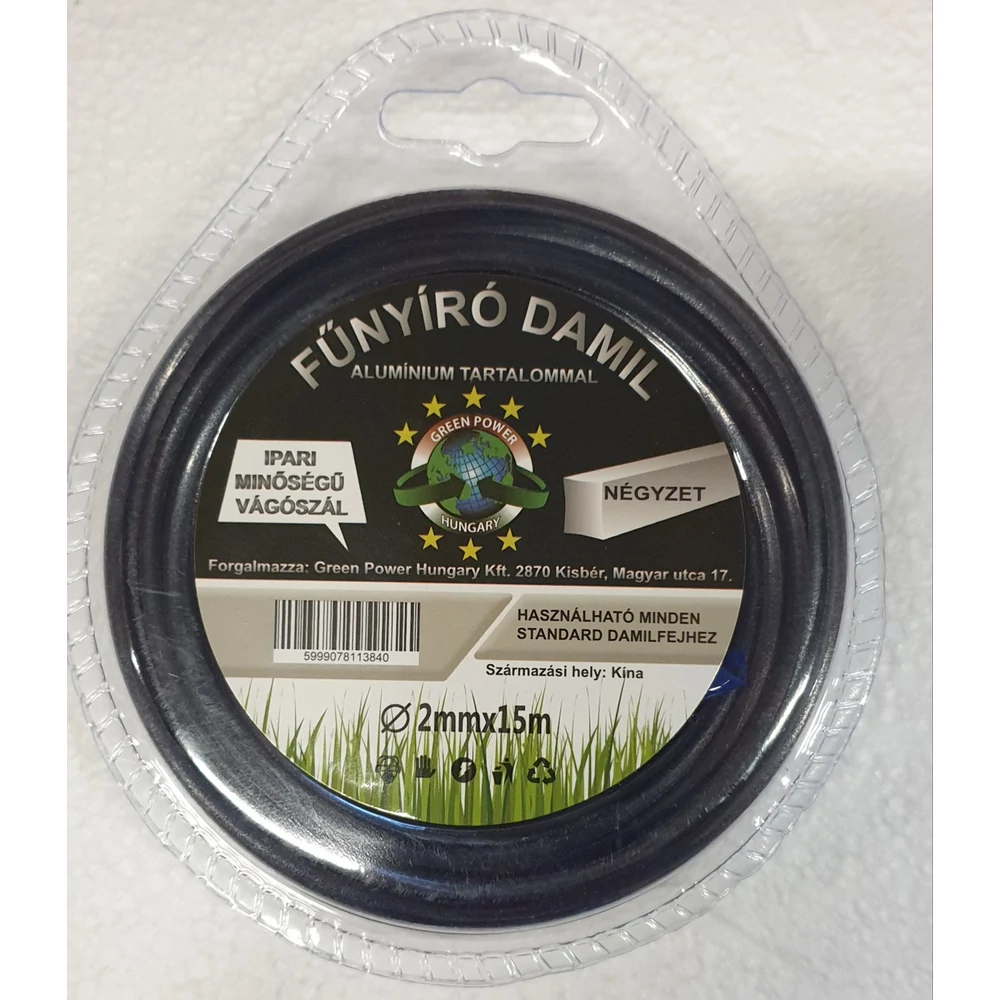 FŰNYÍRÓ DAMIL
ALUMÍNIUM TARTALOMMAL
GREEN POWER
HUNGARY
IPARI
MINŐSÉGŰ
VÁGÓSZÁL
NÉGYZET
Forgalmazza: Green Power Hungary Kft. 2870 Kisbér, Magyar utca 17.
5999078113840
HASZNÁLHATÓ MINDEN
STANDARD DAMILFEJHEZ
Származási hely: Kína
Ø 2mmx15m